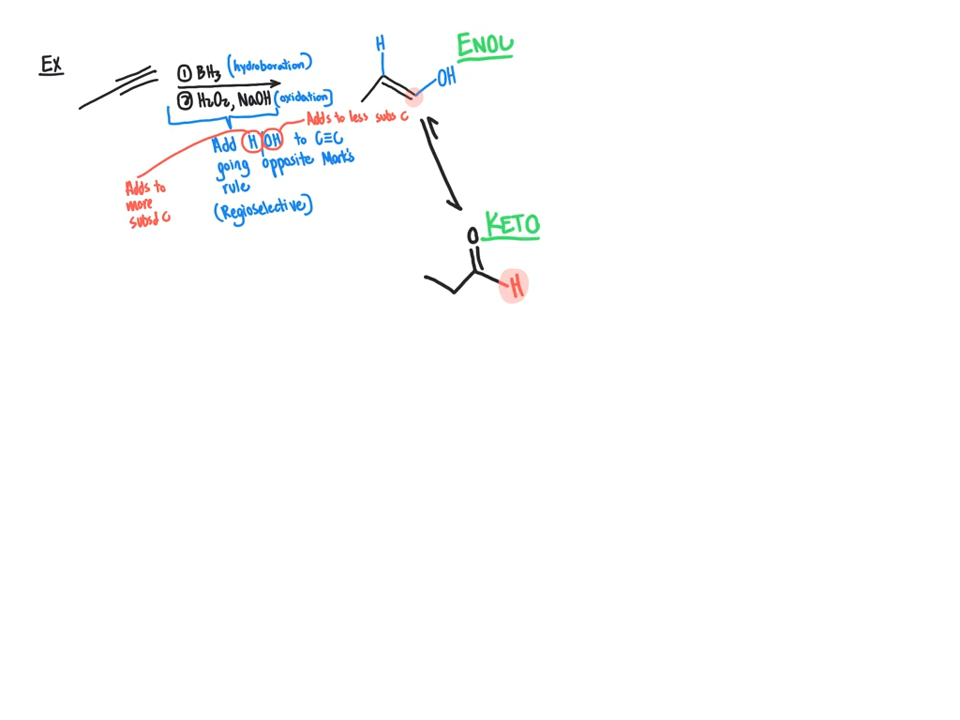 Ex
① BH₃ (hydroboration)
② H₂O₂, NaOH (oxidation)
Adds to less subs C
Add H OH to C≡C
going opposite Mark's
rule
(Regioselective)
Adds to
more
subsd C
H
OH
ENOL
KETO
O
H